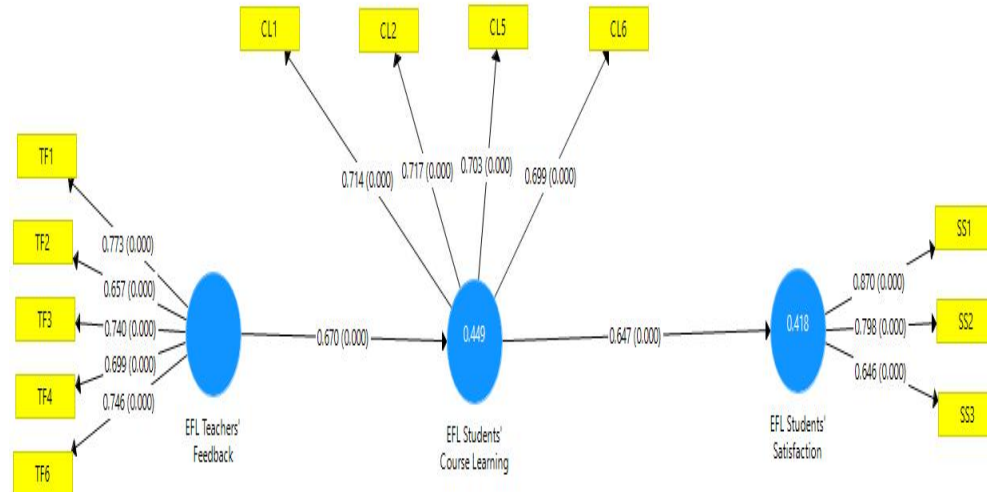 CL1
CL2
CL5
CL6
TF1
TF2
TF3
TF4
TF6
0.714 (0.000)
0.717 (0.000)
0.703 (0.000)
0.699 (0.000)
0.773 (0.000)
0.657 (0.000)
0.740 (0.000)
0.699 (0.000)
0.746 (0.000)
EFL Teachers'
Feedback
0.670 (0.000)
0.449
EFL Students'
Course Learning
0.647 (0.000)
0.418
EFL Students'
Satisfaction
0.870 (0.000)
0.798 (0.000)
0.646 (0.000)
SS1
SS2
SS3